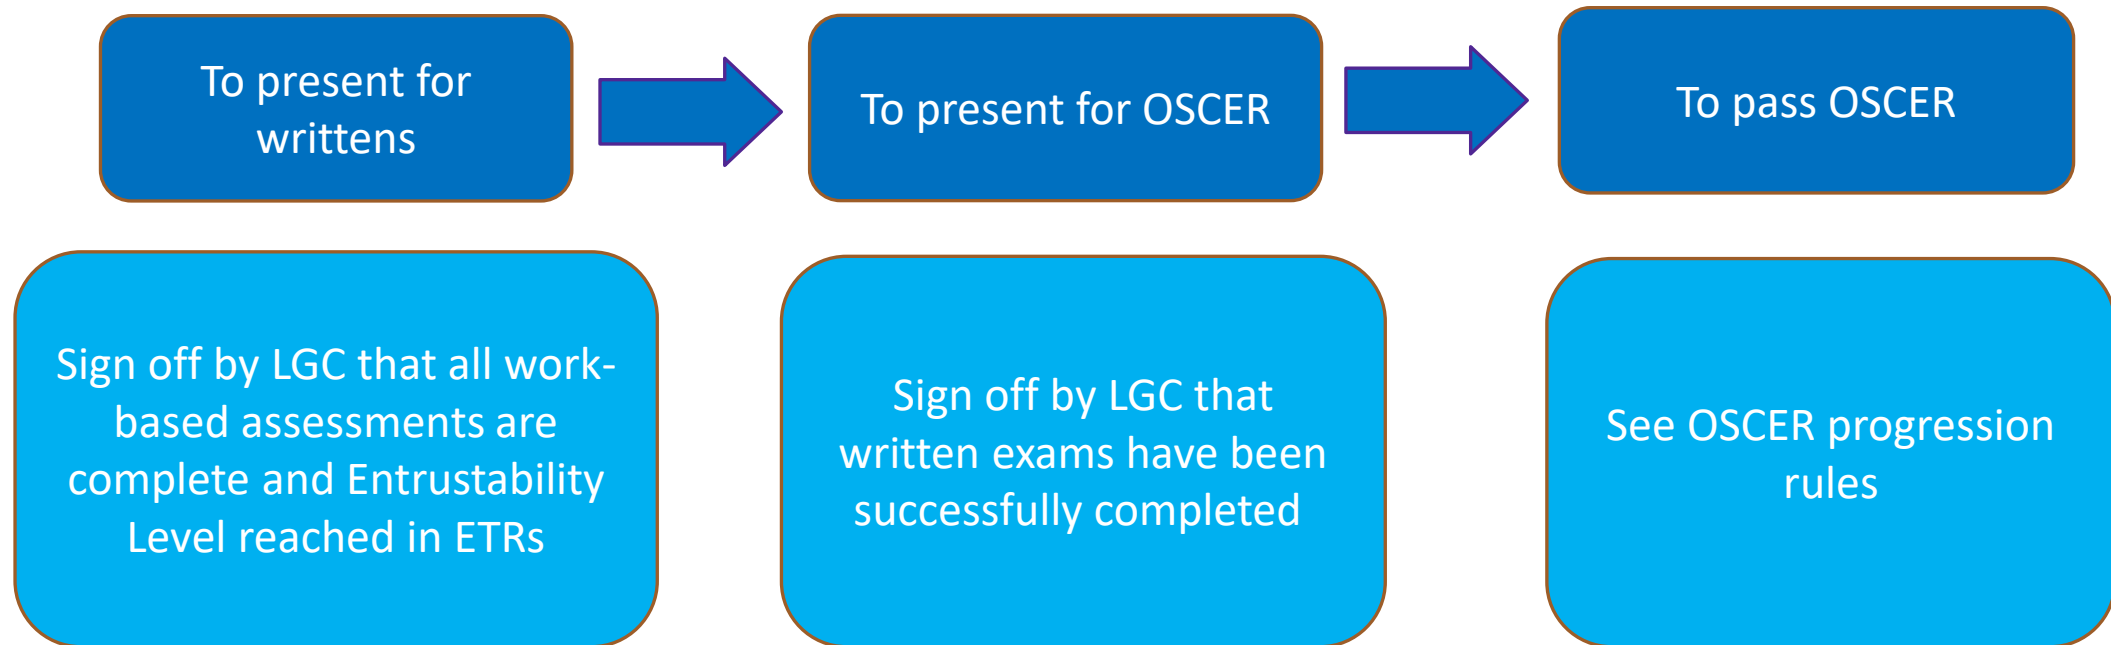 To present for
writtens
To present for OSCER
To pass OSCER
Sign off by LGC that all work-
based assessments are
complete and Entrustability
Level reached in ETRs
Sign off by LGC that
written exams have been
successfully completed
See OSCER progression
rules